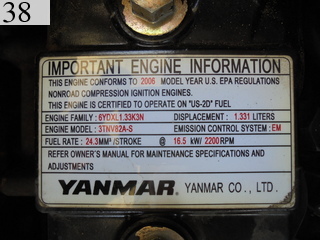 38
IMPORTANT ENGINE INFORMATION
THIS ENGINE CONFORMS TO 2006 MODEL YEAR U.S. EPA REGULATIONS
NONROAD COMPRESSION IGNITION ENGINES.
THIS ENGINE IS CERTIFIED TO OPERATE ON "US-2D" FUEL
ENGINE FAMILY : 6YDXL1.33K3N DISPLACEMENT : 1.331 LITERS
ENGINE MODEL : 3TNV82A-S EMISSION CONTROL SYSTEM : EM
FUEL RATE : 24.3MM³ /STROKE @ 16.5 kW/ 2200 RPM
REFER OWNER'S MANUAL FOR MAINTENANCE SPECIFICATIONS AND
ADJUSTMENTS
YANMAR YANMAR CO., LTD.